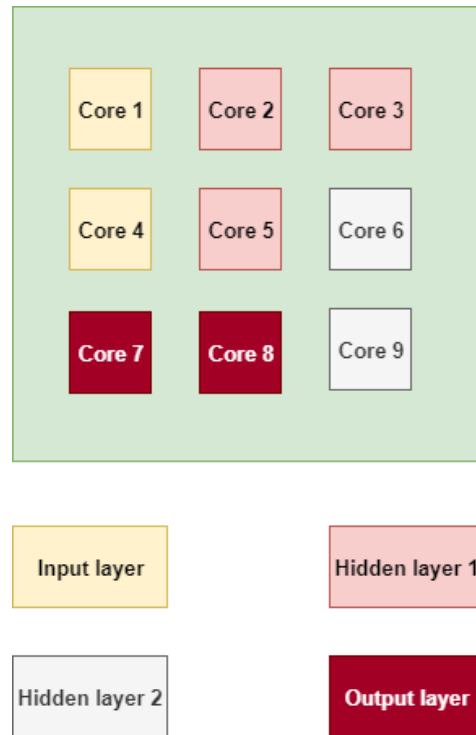 Core 1
Core 2
Core 3
Core 4
Core 5
Core 6
Core 7
Core 8
Core 9
Input layer
Hidden layer 1
Hidden layer 2
Output layer